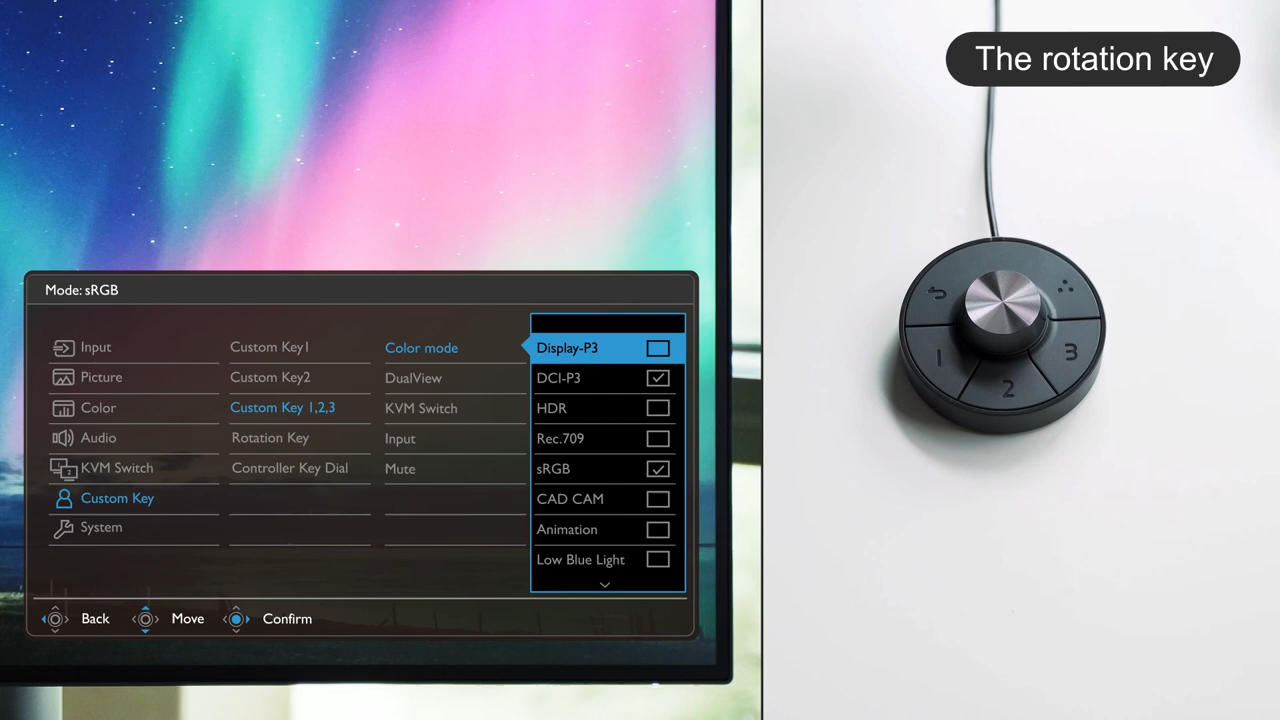 The rotation key
Mode: sRGB
Input
Picture
Color
Audio
KVM Switch
Custom Key
System
Custom Key1
Custom Key2
Custom Key 1,2,3
Rotation Key
Controller Key Dial
Color mode
DualView
KVM Switch
Input
Mute
Display-P3
DCI-P3
HDR
Rec.709
sRGB
CAD CAM
Animation
Low Blue Light
Back
Move
Confirm
1
2
3